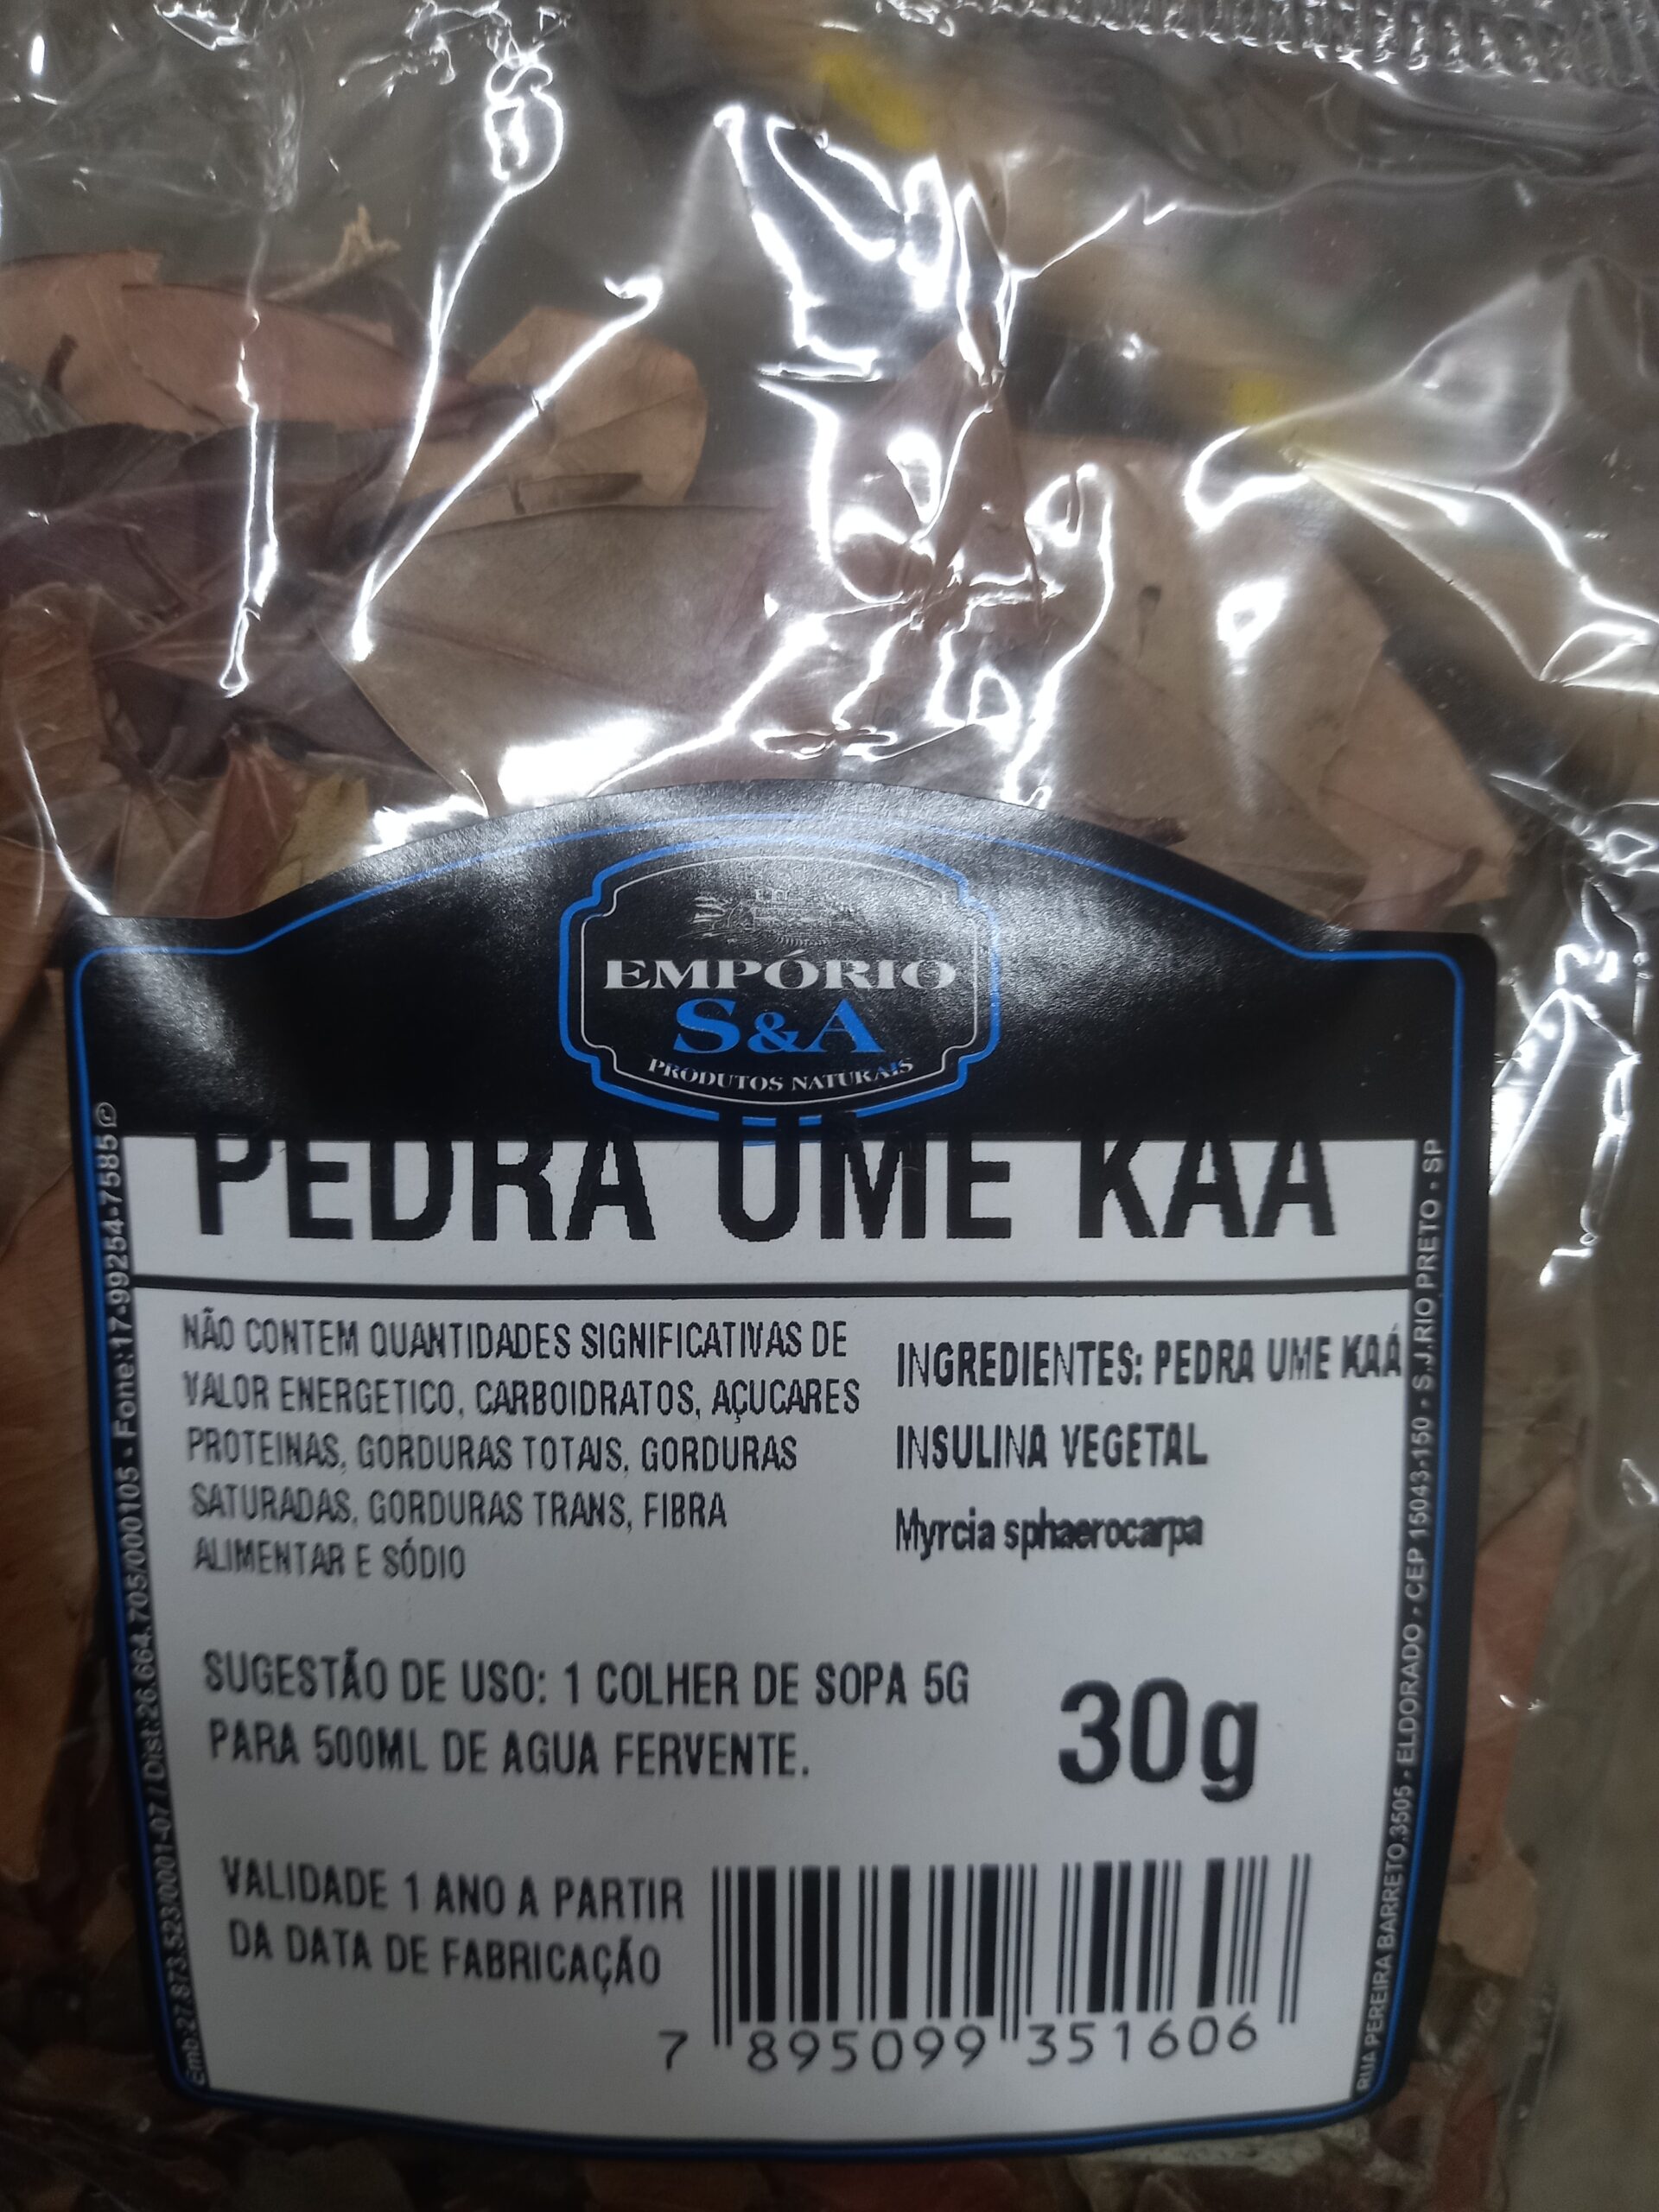 EMPÓRIO
S&A
PRODUTOS NATURAIS
PEDRA UME KAA
NÃO CONTEM QUANTIDADES SIGNIFICATIVAS DE
VALOR ENERGETICO, CARBOIDRATOS, AÇUCARES
PROTEINAS, GORDURAS TOTAIS, GORDURAS
SATURADAS, GORDURAS TRANS, FIBRA
ALIMENTAR E SÓDIO
INGREDIENTES: PEDRA UME KAÁ
INSULINA VEGETAL
Myrcia sphaerocarpa
SUGESTÃO DE USO: 1 COLHER DE SOPA 5G
PARA 500ML DE AGUA FERVENTE.
30g
VALIDADE 1 ANO A PARTIR
DA DATA DE FABRICAÇÃO
7 895099 351606
Emb:27.873.523/0001-07 / Dist:26.664.705/000105 - Fone:17-99254-7585
RUA PEREIRA BARRETO,3505 - ELDORADO - CEP 15043-150 - S.J.RIO PRETO - SP